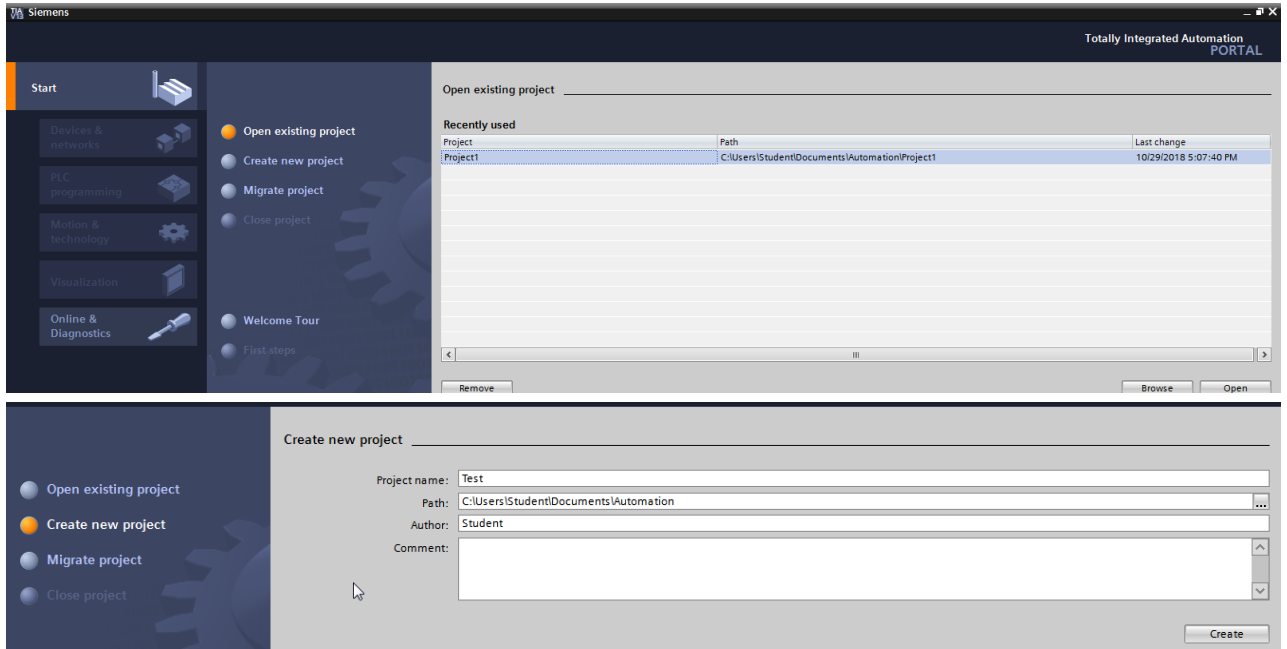 TIA
V13
Siemens
Totally Integrated Automation
PORTAL
Start
Devices &
networks
PLC
programming
Motion &
technology
Visualization
Online &
Diagnostics
Open existing project
Create new project
Migrate project
Close project
Welcome Tour
First steps
Open existing project
Recently used
Project Path Last change
Project1 C:\Users\Student\Documents\Automation\Project1 10/29/2018 5:07:40 PM
Remove Browse Open
Open existing project
Create new project
Migrate project
Close project
Create new project
Project name: Test
Path: C:\Users\Student\Documents\Automation ...
Author: Student
Comment:
Create